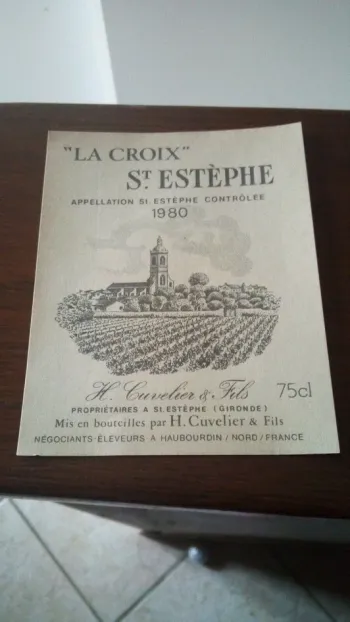 "LA CROIX"
ST. ESTÈPHE
APPELLATION ST. ESTÈPHE CONTRÔLÉE
1980
H. Cuvelier & Fils 75cl
PROPRIÉTAIRES A ST. ESTÈPHE (GIRONDE)
Mis en bouteilles par H. Cuvelier & Fils
NÉGOCIANTS-ÉLEVEURS A HAUBOURDIN / NORD / FRANCE